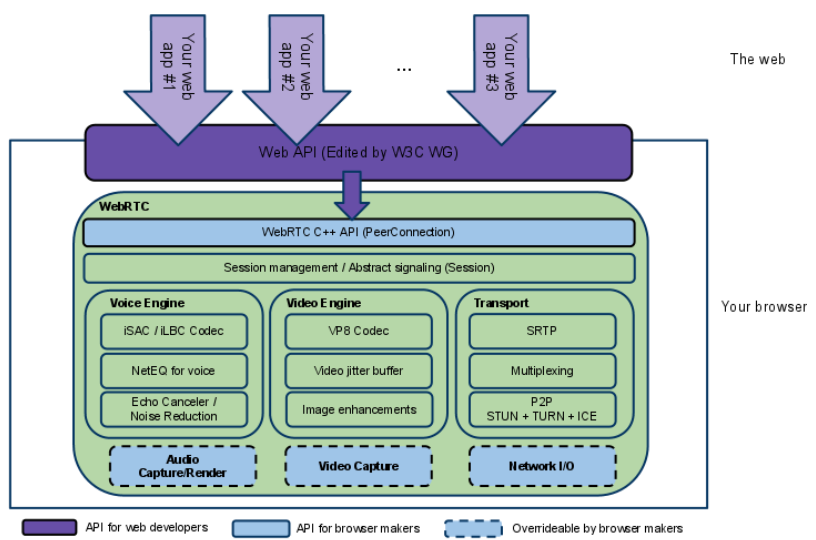 Your web
app #1
Your web
app #2
...
Your web
app #3
The web
Web API (Edited by W3C WG)
WebRTC
WebRTC C++ API (PeerConnection)
Session management / Abstract signaling (Session)
Your browser
Voice Engine
iSAC / iLBC Codec
NetEQ for voice
Echo Canceler /
Noise Reduction
Video Engine
VP8 Codec
Video jitter buffer
Image enhancements
Transport
SRTP
Multiplexing
P2P
STUN + TURN + ICE
Audio
Capture/Render
Video Capture
Network I/O
API for web developers
API for browser makers
Overrideable by browser makers